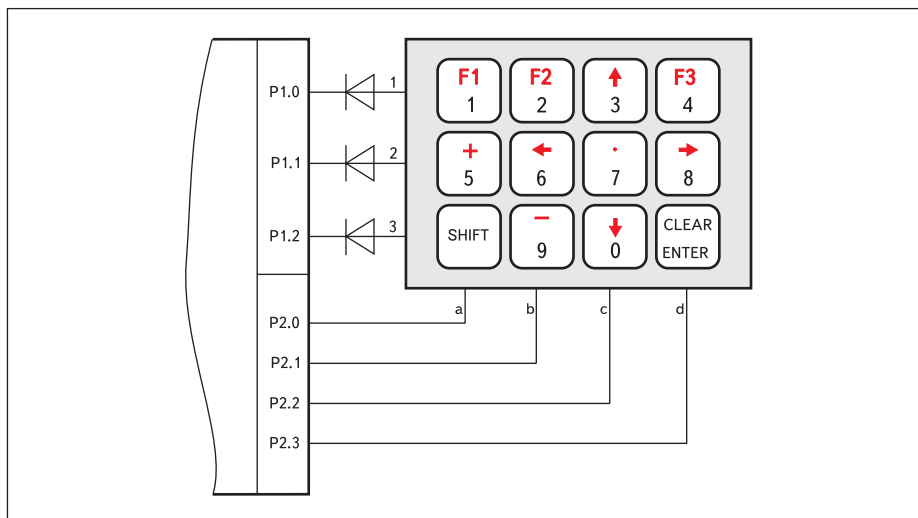 P1.0
1
P1.1
2
P1.2
3
P2.0
P2.1
P2.2
P2.3
F1
F2
F3
1
2
3
4
+
.
5
6
7
8
SHIFT
–
9
0
CLEAR
ENTER
a
b
c
d